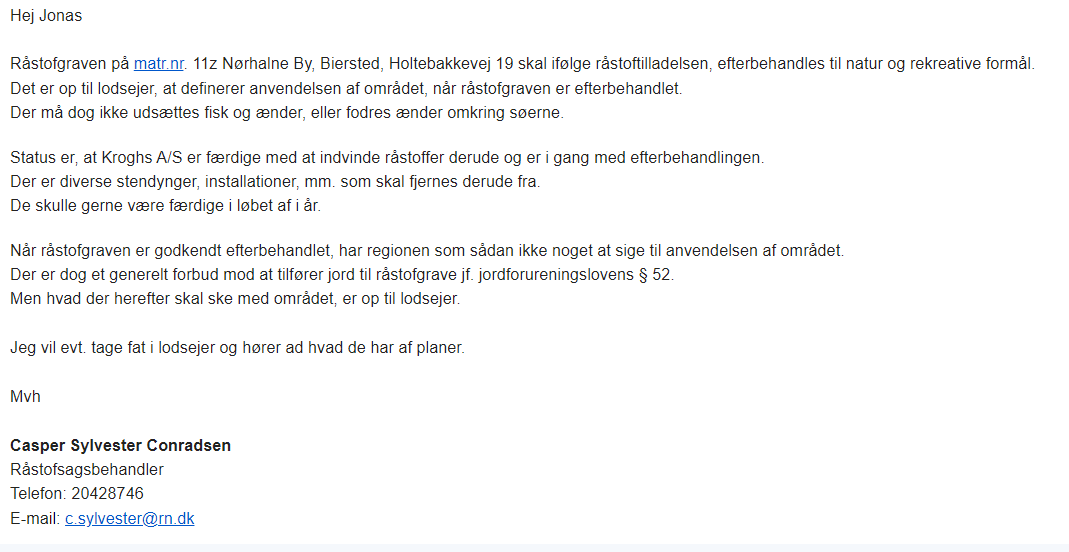 Hej Jonas
Råstofgraven på matr.nr. 11z Nørhalne By, Biersted, Holtebakkevej 19 skal ifølge råstoftilladelsen, efterbehandles til natur og rekreative formål.
Det er op til lodsejer, at definerer anvendelsen af området, når råstofgraven er efterbehandlet.
Der må dog ikke udsættes fisk og ænder, eller fodres ænder omkring søerne.
Status er, at Kroghs A/S er færdige med at indvinde råstoffer derude og er i gang med efterbehandlingen.
Der er diverse stendynger, installationer, mm. som skal fjernes derude fra.
De skulle gerne være færdige i løbet af i år.
Når råstofgraven er godkendt efterbehandlet, har regionen som sådan ikke noget at sige til anvendelsen af området.
Der er dog et generelt forbud mod at tilfører jord til råstofgrave jf. jordforureningslovens § 52.
Men hvad der herefter skal ske med området, er op til lodsejer.
Jeg vil evt. tage fat i lodsejer og hører ad hvad de har af planer.
Mvh
Casper Sylvester Conradsen
Råstofsagsbehandler
Telefon: 20428746
E-mail: c.sylvester@rn.dk